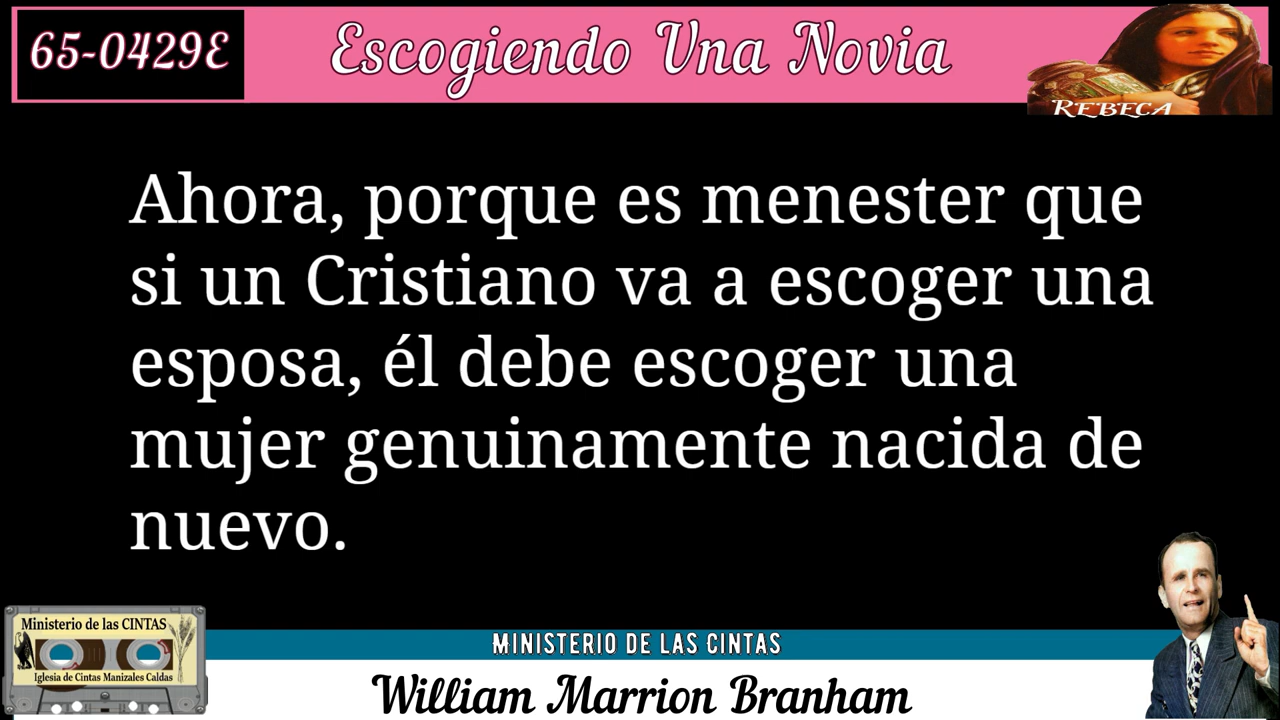 65-0429E
Escogiendo Una Novia
REBECA
Ahora, porque es menester que
si un Cristiano va a escoger una
esposa, él debe escoger una
mujer genuinamente nacida de
nuevo.
Ministerio de las CINTAS
Iglesia de Cintas Manizales Caldas
MINISTERIO DE LAS CINTAS
William Marrion Branham